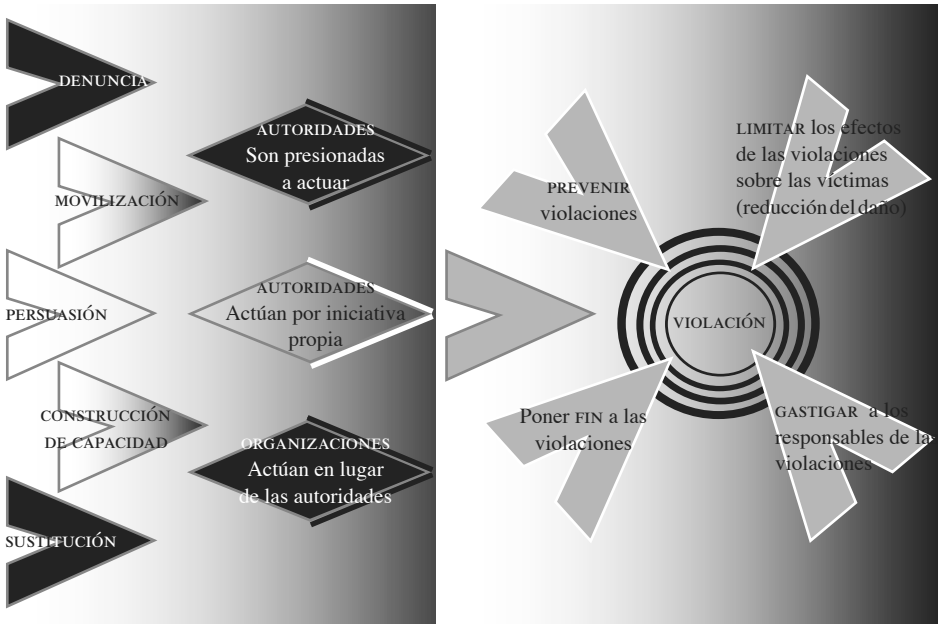 DENUNCIA
MOVILIZACIÓN
PERSUASIÓN
CONSTRUCCIÓN
DE CAPACIDAD
SUSTITUCIÓN
AUTORIDADES
Son presionadas
a actuar
AUTORIDADES
Actúan por iniciativa
propia
ORGANIZACIONES
Actúan en lugar
de las autoridades
PREVENIR
violaciones
LIMITAR los efectos
de las violaciones
sobre las víctimas
(reducción del daño)
VIOLACIÓN
Poner FIN a las
violaciones
GASTIGAR a los
responsables de las
violaciones